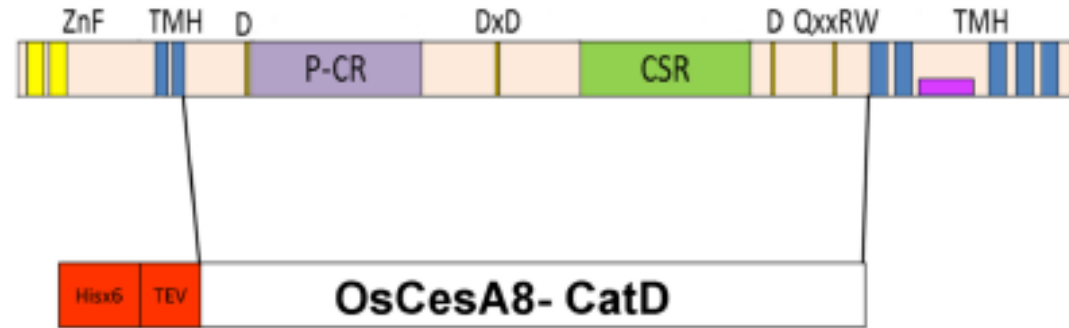 ZnF TMH D DxD D QxxRW TMH
P-CR CSR
Hisx6 TEV OsCesA8- CatD